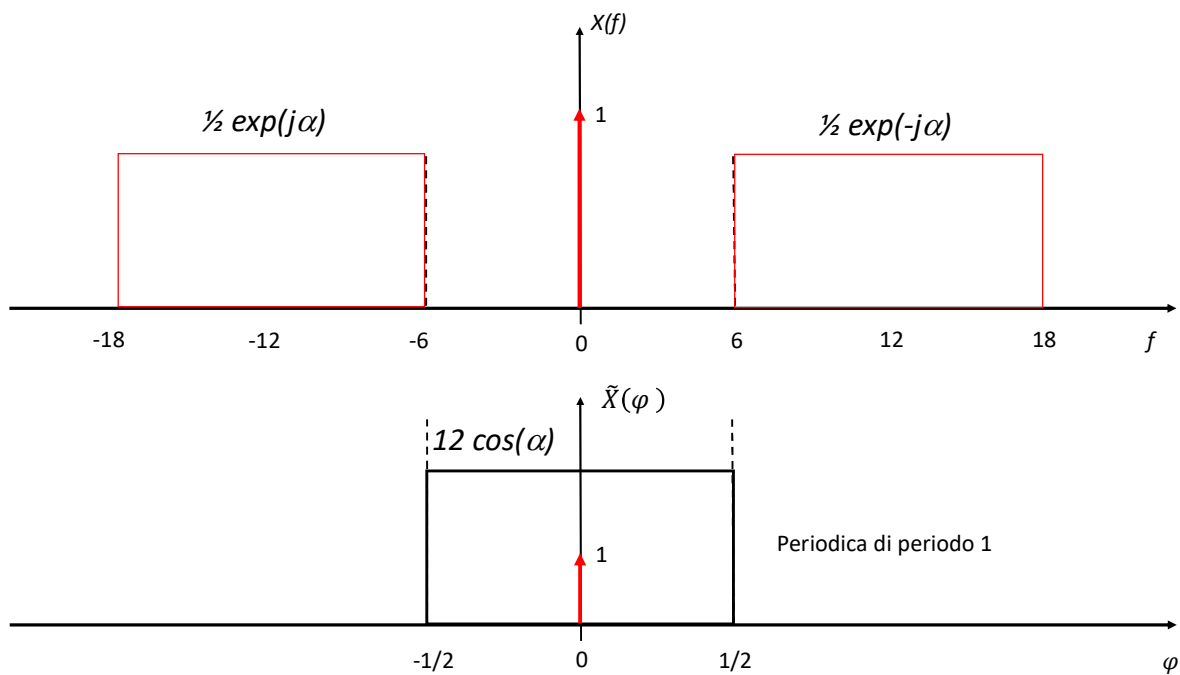 X(f)
½ exp(jα)
1
½ exp(-jα)
-18 -12 -6 0 6 12 18 f
X̃(φ )
12 cos(α)
1
Periodica di periodo 1
-1/2 0 1/2 φ